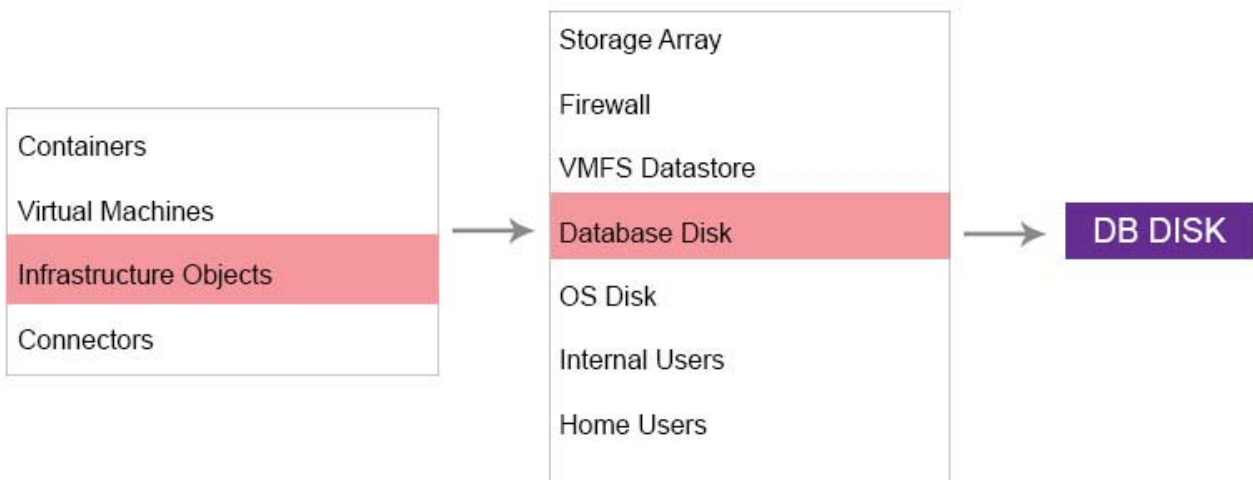 Containers
Virtual Machines
Infrastructure Objects
Connectors
Storage Array
Firewall
VMFS Datastore
Database Disk
OS Disk
Internal Users
Home Users
DB DISK